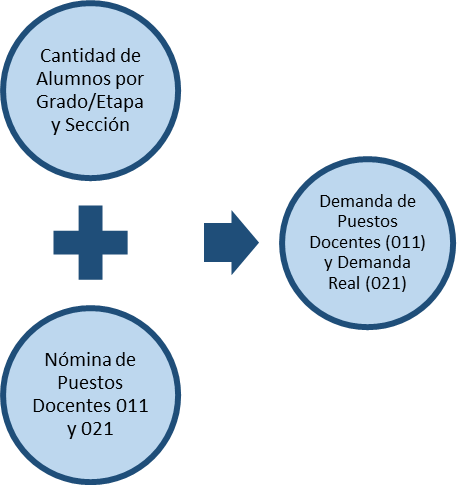 Cantidad de
Alumnos por
Grado/Etapa
y Sección
Nómina de
Puestos
Docentes 011
y 021
Demanda de
Puestos
Docentes (011)
y Demanda
Real (021)